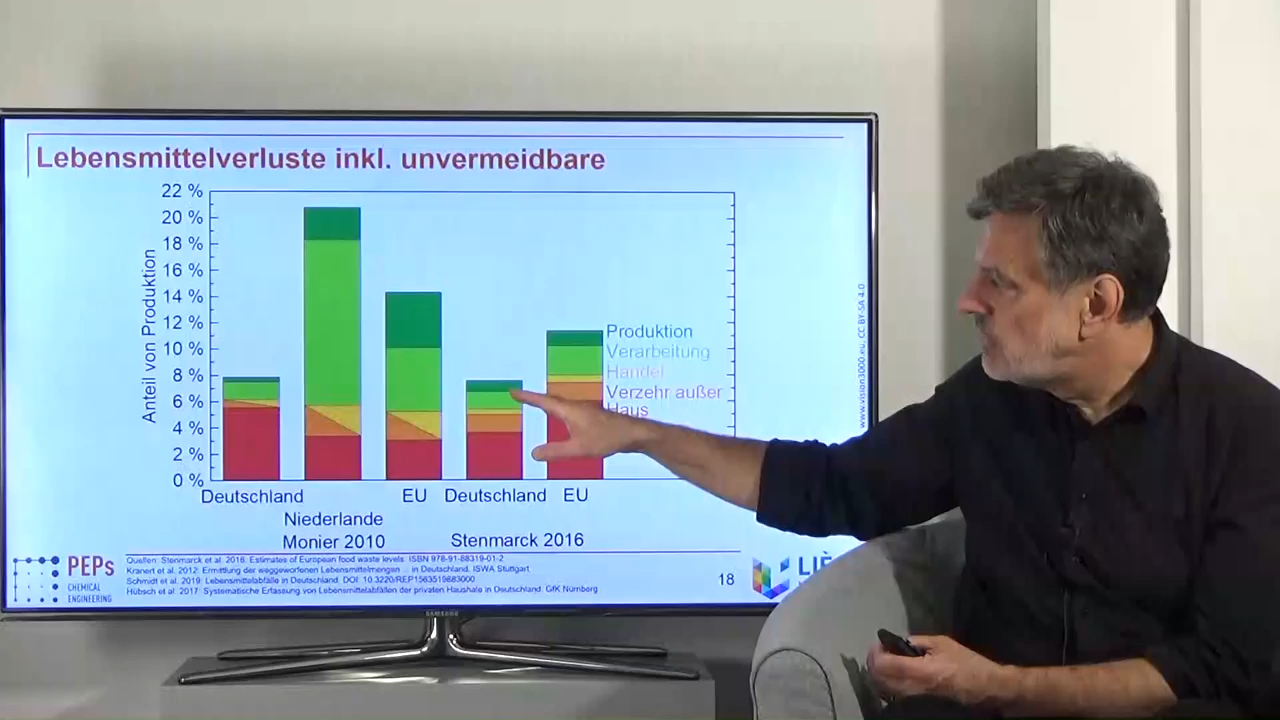 Lebensmittelverluste inkl. unvermeidbare
Anteil von Produktion
22 %
20 %
18 %
16 %
14 %
12 %
10 %
8 %
6 %
4 %
2 %
0 %
Produktion
Verarbeitung
Handel
Verzehr außer
Haus
Deutschland
EU
Deutschland
EU
Niederlande
Monier 2010
Stenmarck 2016
Quellen: Stenmarck et al. 2016: Estimates of European food waste levels. ISBN 978-91-88319-01-2
Kranert et al. 2012: Ermittlung der weggeworfenen Lebensmittelmengen ... in Deutschland. ISWA Stuttgart
Schmidt et al. 2019: Lebensmittelabfälle in Deutschland. DOI: 10.3220/REP1563519883000
Hübsch et al. 2017: Systematische Erfassung von Lebensmittelabfällen der privaten Haushalte in Deutschland. GfK Nürnberg
PEPs
CHEMICAL
ENGINEERING
18
LIÈ
www.vision3000.eu, CC BY-SA 4.0
SAMSUNG